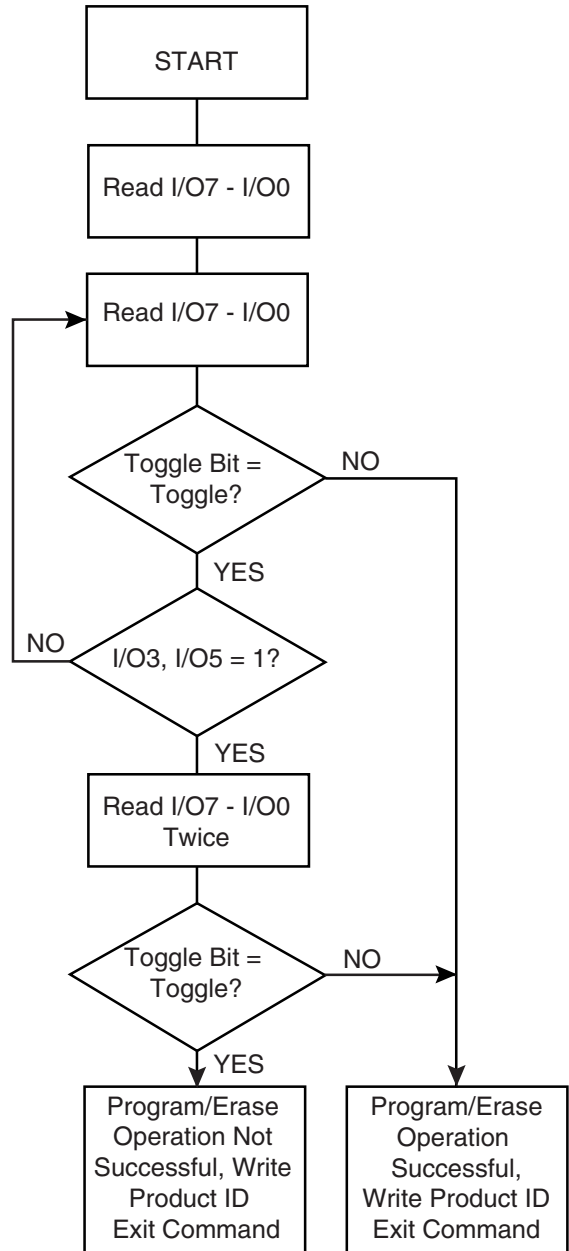 START
Read I/O7 - I/O0
Read I/O7 - I/O0
Toggle Bit =
Toggle?
NO
YES
NO
I/O3, I/O5 = 1?
YES
Read I/O7 - I/O0
Twice
Toggle Bit =
Toggle?
NO
YES
Program/Erase
Operation Not
Successful, Write
Product ID
Exit Command
Program/Erase
Operation
Successful,
Write Product ID
Exit Command